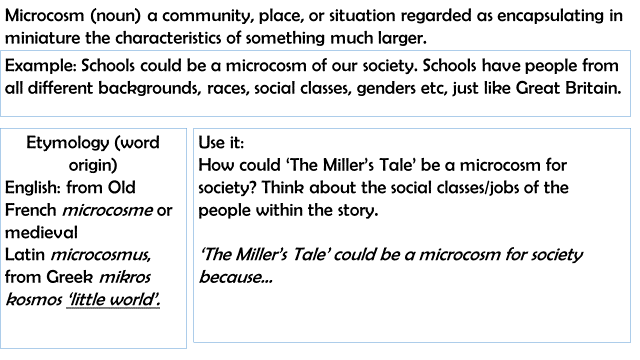 Microcosm (noun) a community, place, or situation regarded as encapsulating in
miniature the characteristics of something much larger.
Example: Schools could be a microcosm of our society. Schools have people from
all different backgrounds, races, social classes, genders etc, just like Great Britain.
Etymology (word
origin)
English: from Old
French microcosme or
medieval
Latin microcosmus,
from Greek mikros
kosmos ‘little world’.
Use it:
How could ‘The Miller’s Tale’ be a microcosm for
society? Think about the social classes/jobs of the
people within the story.
‘The Miller’s Tale’ could be a microcosm for society
because...